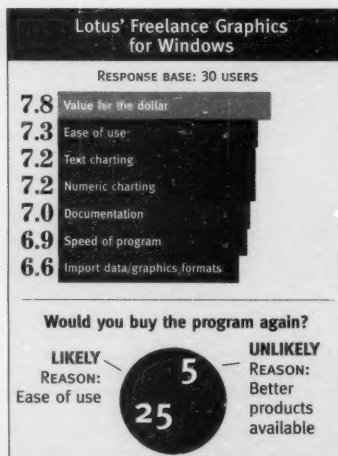 Lotus' Freelance Graphics
for Windows
RESPONSE BASE: 30 USERS
7.8 Value for the dollar
7.3 Ease of use
7.2 Text charting
7.2 Numeric charting
7.0 Documentation
6.9 Speed of program
6.6 Import data/graphics formats
Would you buy the program again?
LIKELY
REASON:
Ease of use
25
5
UNLIKELY
REASON:
Better
products
available